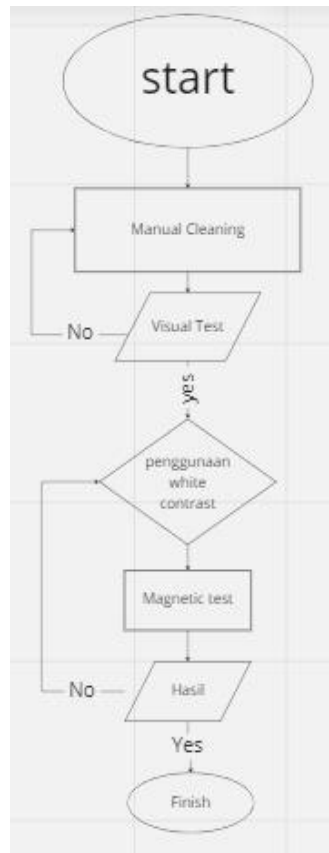 start
Manual Cleaning
Visual Test
No
yes
penggunaan
white
contrast
Magnetic test
Hasil
No
Yes
Finish